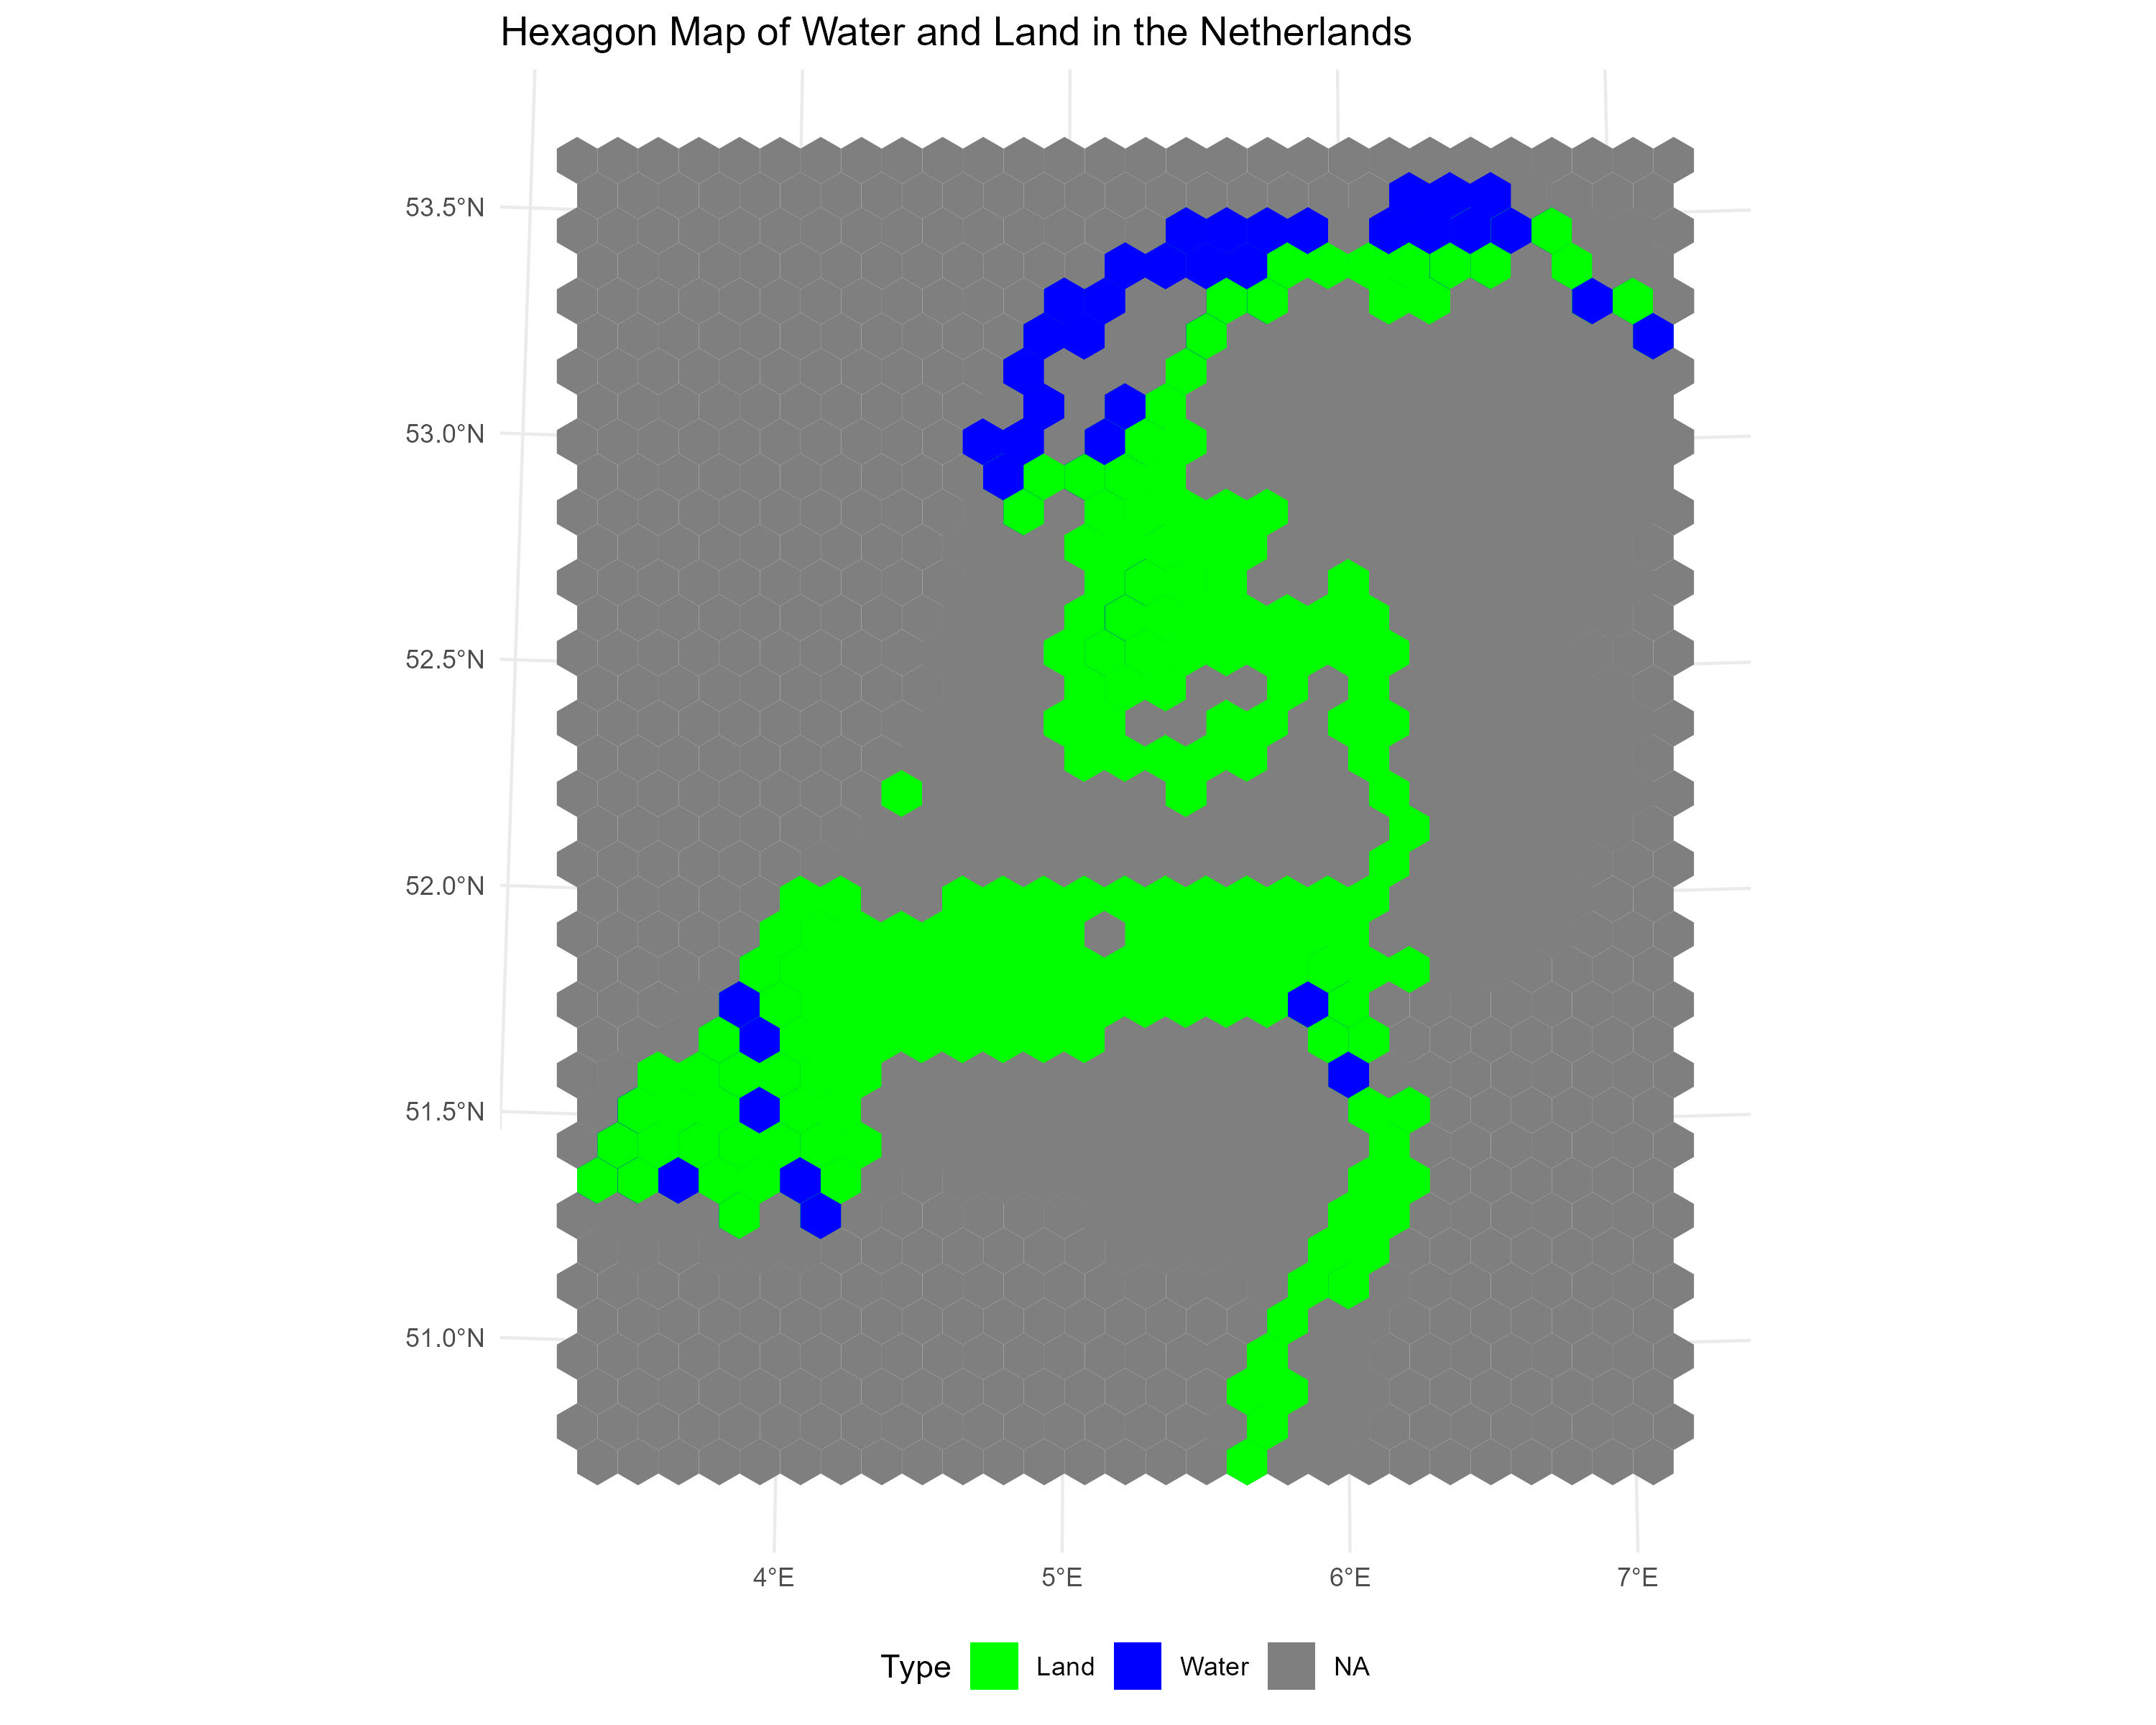 Hexagon Map of Water and Land in the Netherlands
53.5°N
53.0°N
52.5°N
52.0°N
51.5°N
51.0°N
4°E 5°E 6°E 7°E
Type Land Water NA